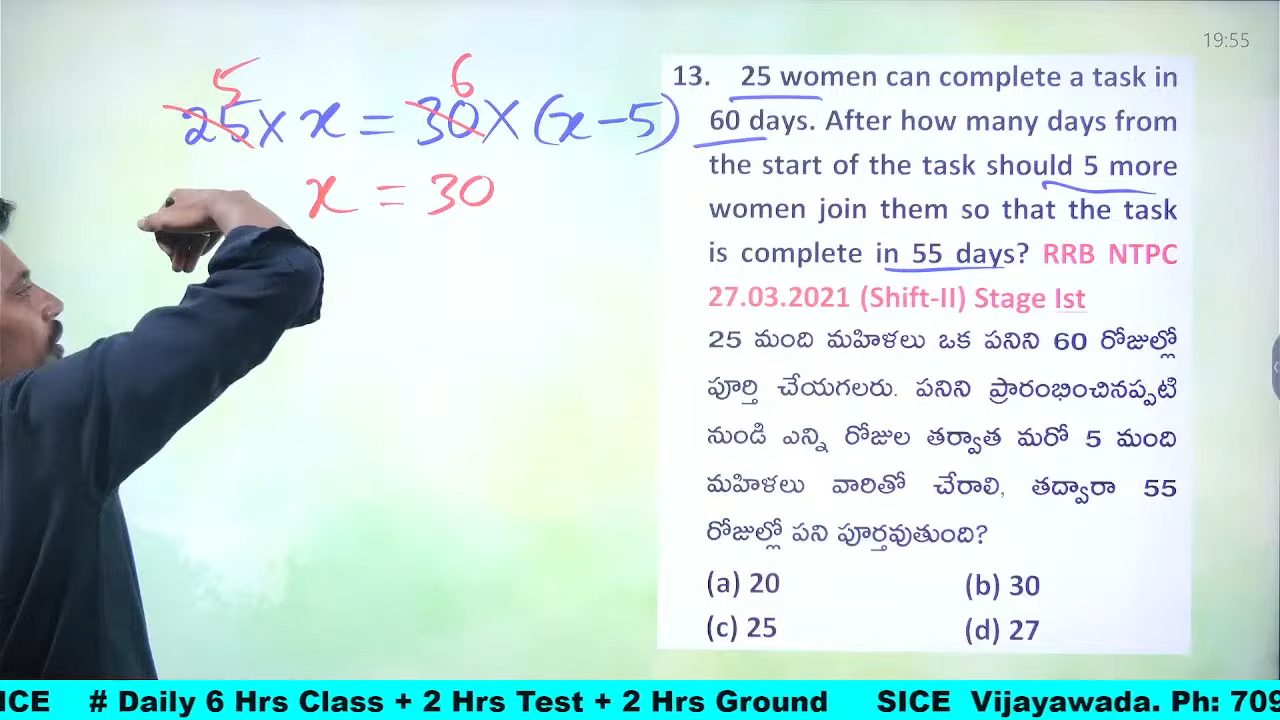 19:55
5 6
25 × x = 30 × (x - 5)
x = 30
13. 25 women can complete a task in
60 days. After how many days from
the start of the task should 5 more
women join them so that the task
is complete in 55 days? RRB NTPC
27.03.2021 (Shift-II) Stage Ist
25 మంది మహిళలు ఒక పనిని 60 రోజుల్లో
పూర్తి చేయగలరు. పనిని ప్రారంభించినప్పటి
నుండి ఎన్ని రోజుల తర్వాత మరో 5 మంది
మహిళలు వారితో చేరాలి, తద్వారా 55
రోజుల్లో పని పూర్తవుతుంది?
(a) 20 (b) 30
(c) 25 (d) 27
ICE # Daily 6 Hrs Class + 2 Hrs Test + 2 Hrs Ground SICE Vijayawada. Ph: 709